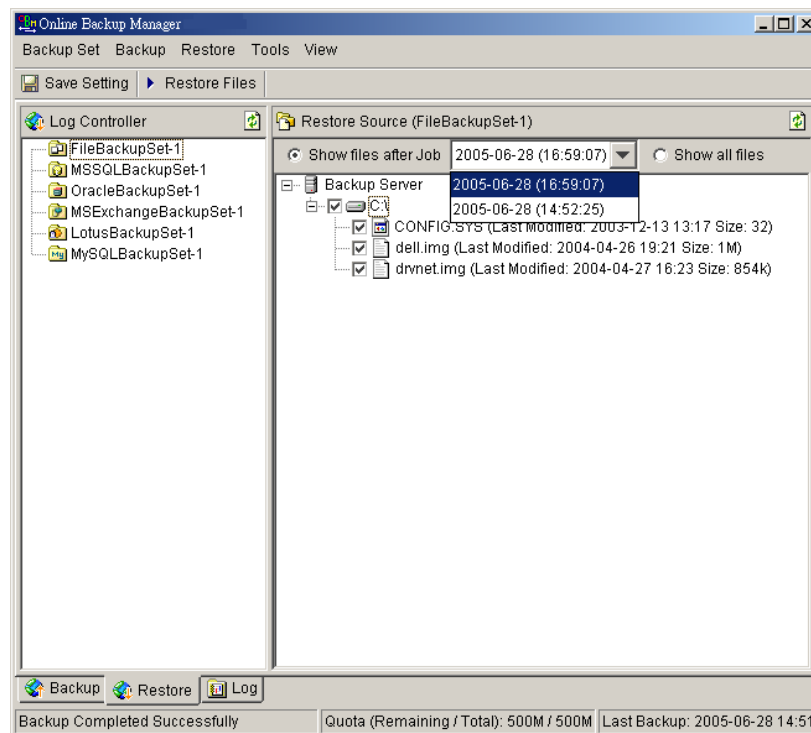 Online Backup Manager
Backup Set Backup Restore Tools View
Save Setting Restore Files
Log Controller
FileBackupSet-1
MSSQLBackupSet-1
OracleBackupSet-1
MSExchangeBackupSet-1
LotusBackupSet-1
MySQLBackupSet-1
Restore Source (FileBackupSet-1)
Show files after Job 2005-06-28 (16:59:07) Show all files
2005-06-28 (16:59:07)
2005-06-28 (14:52:25)
Backup Server
C:\
CONFIG.SYS (Last Modified: 2003-12-13 13:17 Size: 32)
dell.img (Last Modified: 2004-04-26 19:21 Size: 1M)
drvnet.img (Last Modified: 2004-04-27 16:23 Size: 854k)
Backup Restore Log
Backup Completed Successfully Quota (Remaining / Total): 500M / 500M Last Backup: 2005-06-28 14:51